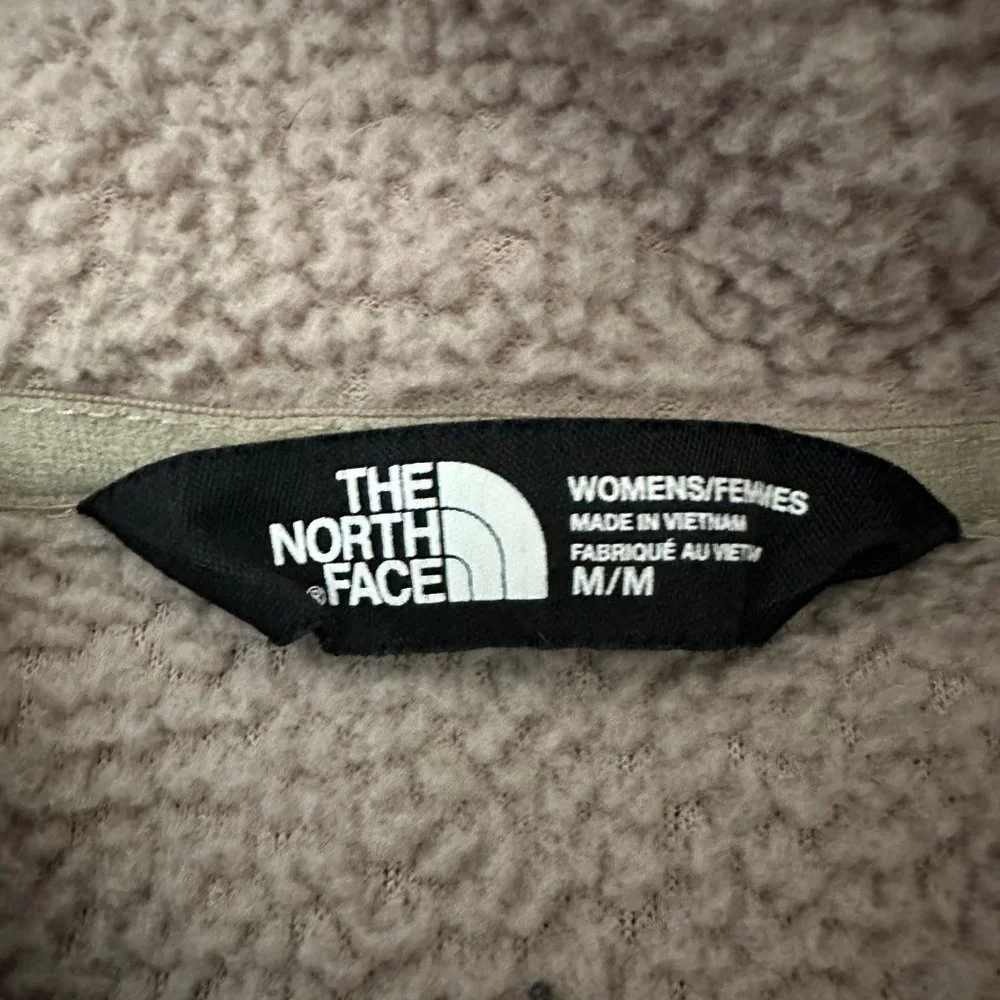 THE
NORTH
®FACE
WOMENS/FEMMES
MADE IN VIETNAM
FABRIQUÉ AU
M/M